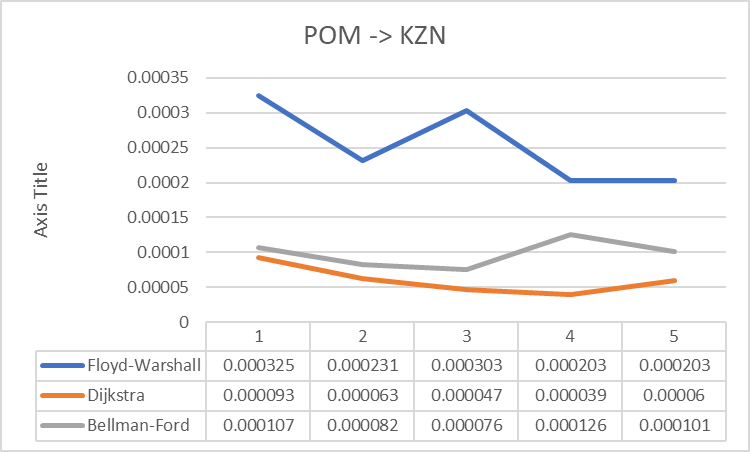 POM -> KZN
0.00035
0.0003
0.00025
0.0002
0.00015
0.0001
0.00005
0
Axis Title
1 2 3 4 5
Floyd-Warshall 0.000325 0.000231 0.000303 0.000203 0.000203
Dijkstra 0.000093 0.000063 0.000047 0.000039 0.00006
Bellman-Ford 0.000107 0.000082 0.000076 0.000126 0.000101